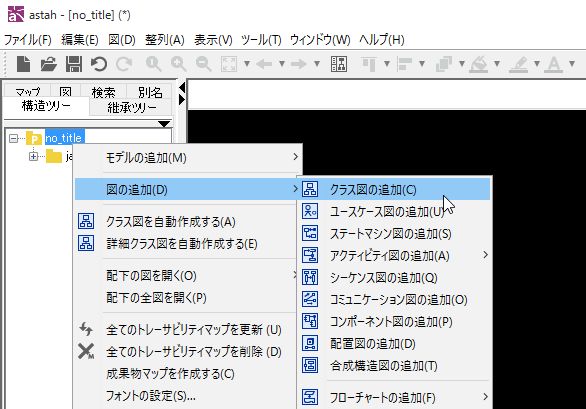 astah - [no_title] (*)
ファイル(F) 編集(E) 図(D) 整列(A) 表示(V) ツール(T) ウィンドウ(W) ヘルプ(H)
マップ 図 検索 別名
構造ツリー 継承ツリー
no_title
モデルの追加(M)
図の追加(D)
クラス図を自動作成する(A)
詳細クラス図を自動作成する(E)
配下の図を開く(O)
配下の全図を開く(P)
全てのトレーサビリティマップを更新 (U)
全てのトレーサビリティマップを削除 (D)
成果物マップを作成する(C)
フォントの設定(S)...
クラス図の追加(C)
ユースケース図の追加(U)
ステートマシン図の追加(S)
アクティビティ図の追加(A)
シーケンス図の追加(Q)
コミュニケーション図の追加(O)
コンポーネント図の追加(P)
配置図の追加(D)
合成構造図の追加(T)
フローチャートの追加(F)